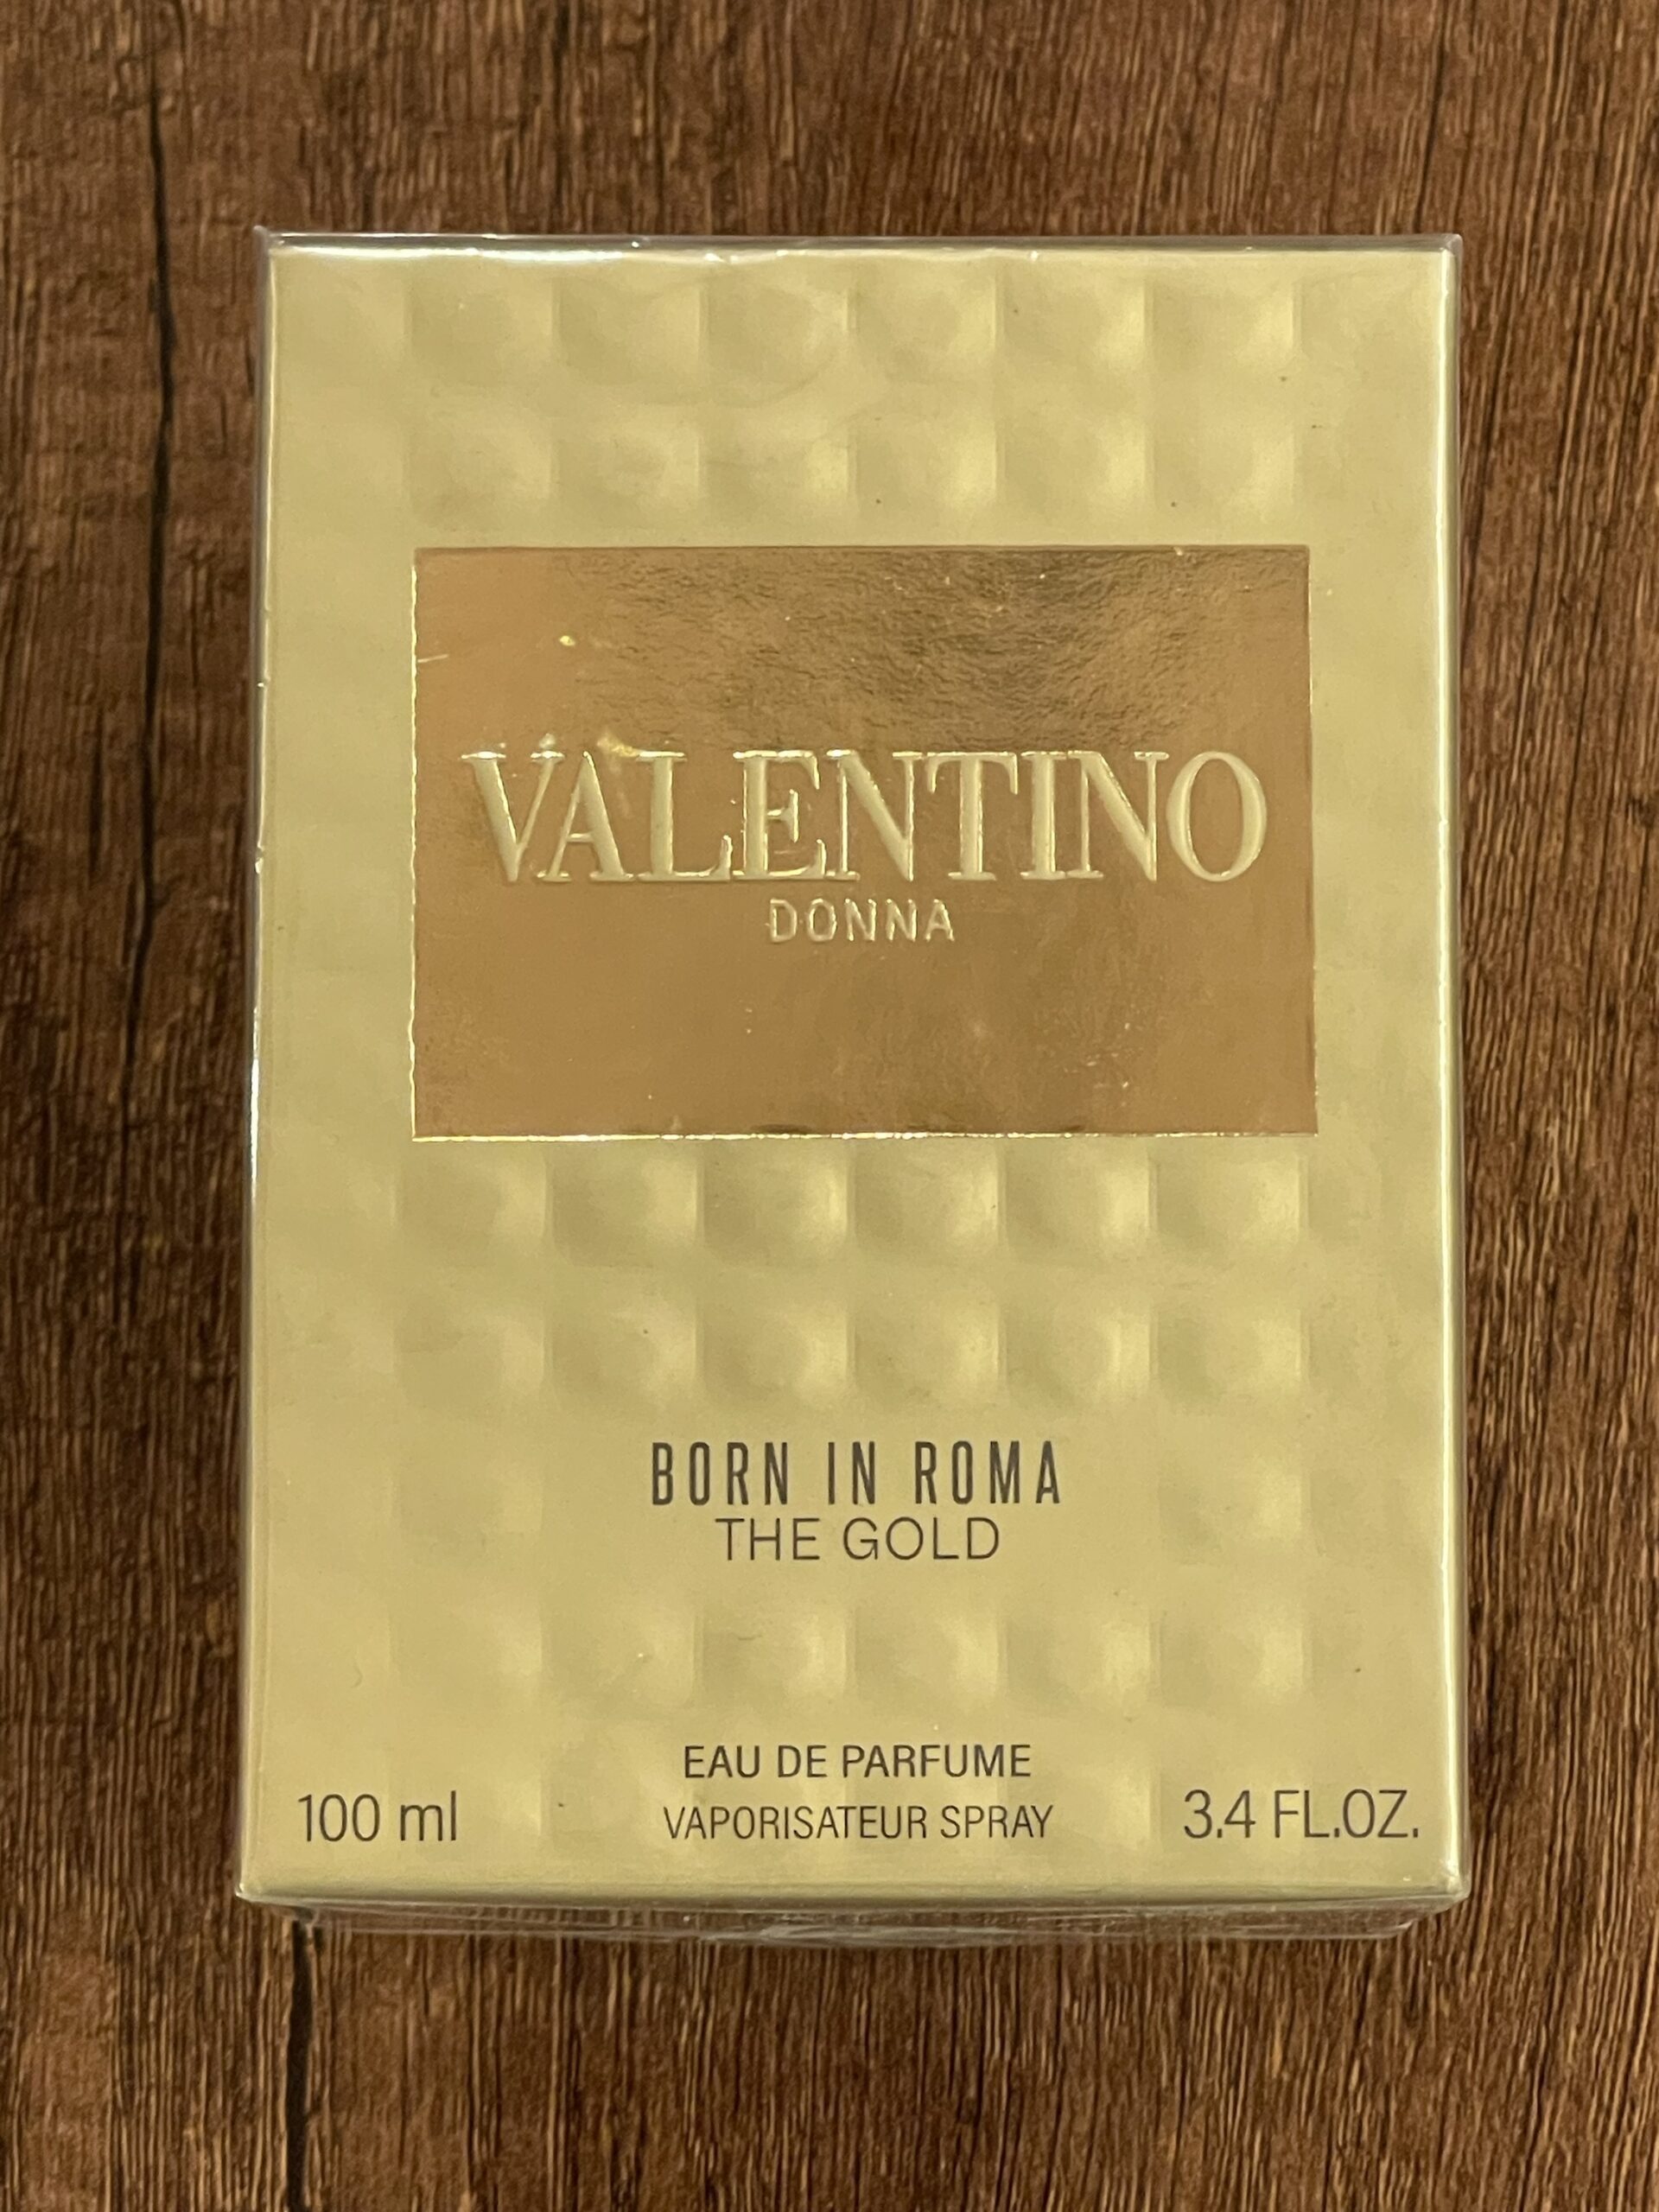 VALENTINO
DONNA
BORN IN ROMA
THE GOLD
EAU DE PARFUME
100 ml VAPORISATEUR SPRAY 3.4 FL.OZ.